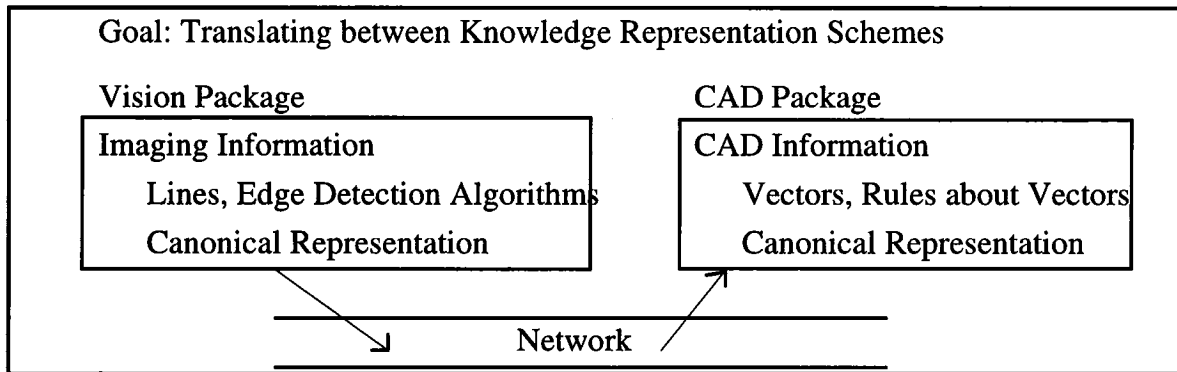 Goal: Translating between Knowledge Representation Schemes
Vision Package
Imaging Information
Lines, Edge Detection Algorithms
Canonical Representation
CAD Package
CAD Information
Vectors, Rules about Vectors
Canonical Representation
Network